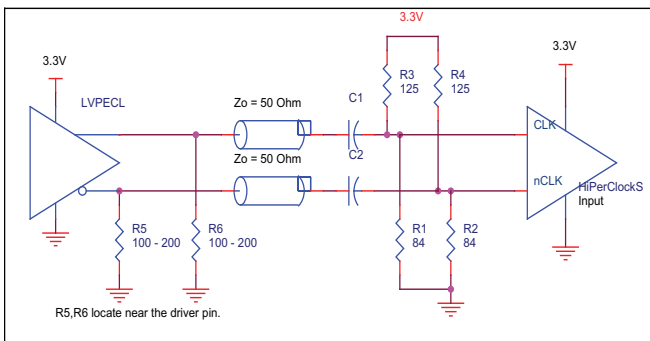 3.3V
3.3V
3.3V
LVPECL
R3
125
R4
125
Zo = 50 Ohm
C1
CLK
Zo = 50 Ohm
C2
nCLK
HiPerClockS
Input
R5
100 - 200
R6
100 - 200
R1
84
R2
84
R5,R6 locate near the driver pin.